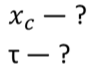 x_c — ?
τ — ?